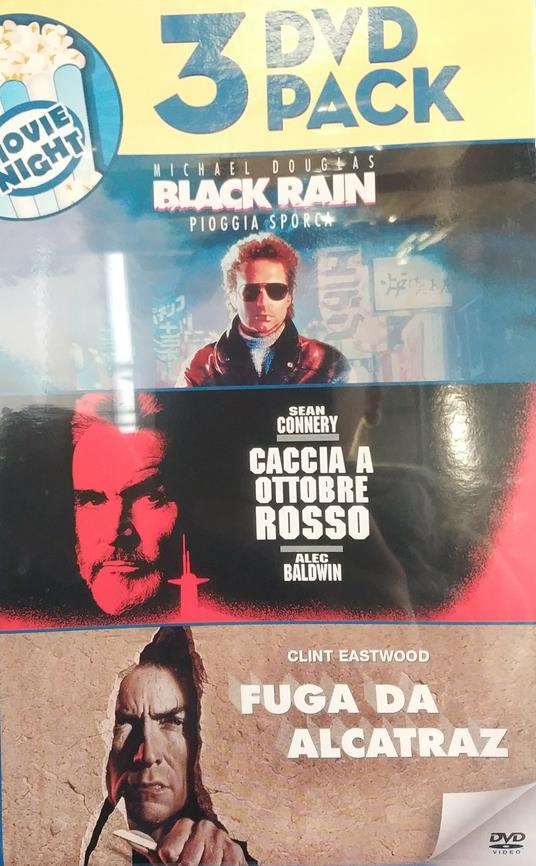 3 DVD
PACK
MOVIE
NIGHT
MICHAEL DOUGLAS
BLACK RAIN
PIOGGIA SPORCA
SEAN
CONNERY
CACCIA A
OTTOBRE
ROSSO
ALEC
BALDWIN
CLINT EASTWOOD
FUGA DA
ALCATRAZ
DVD
VIDEO